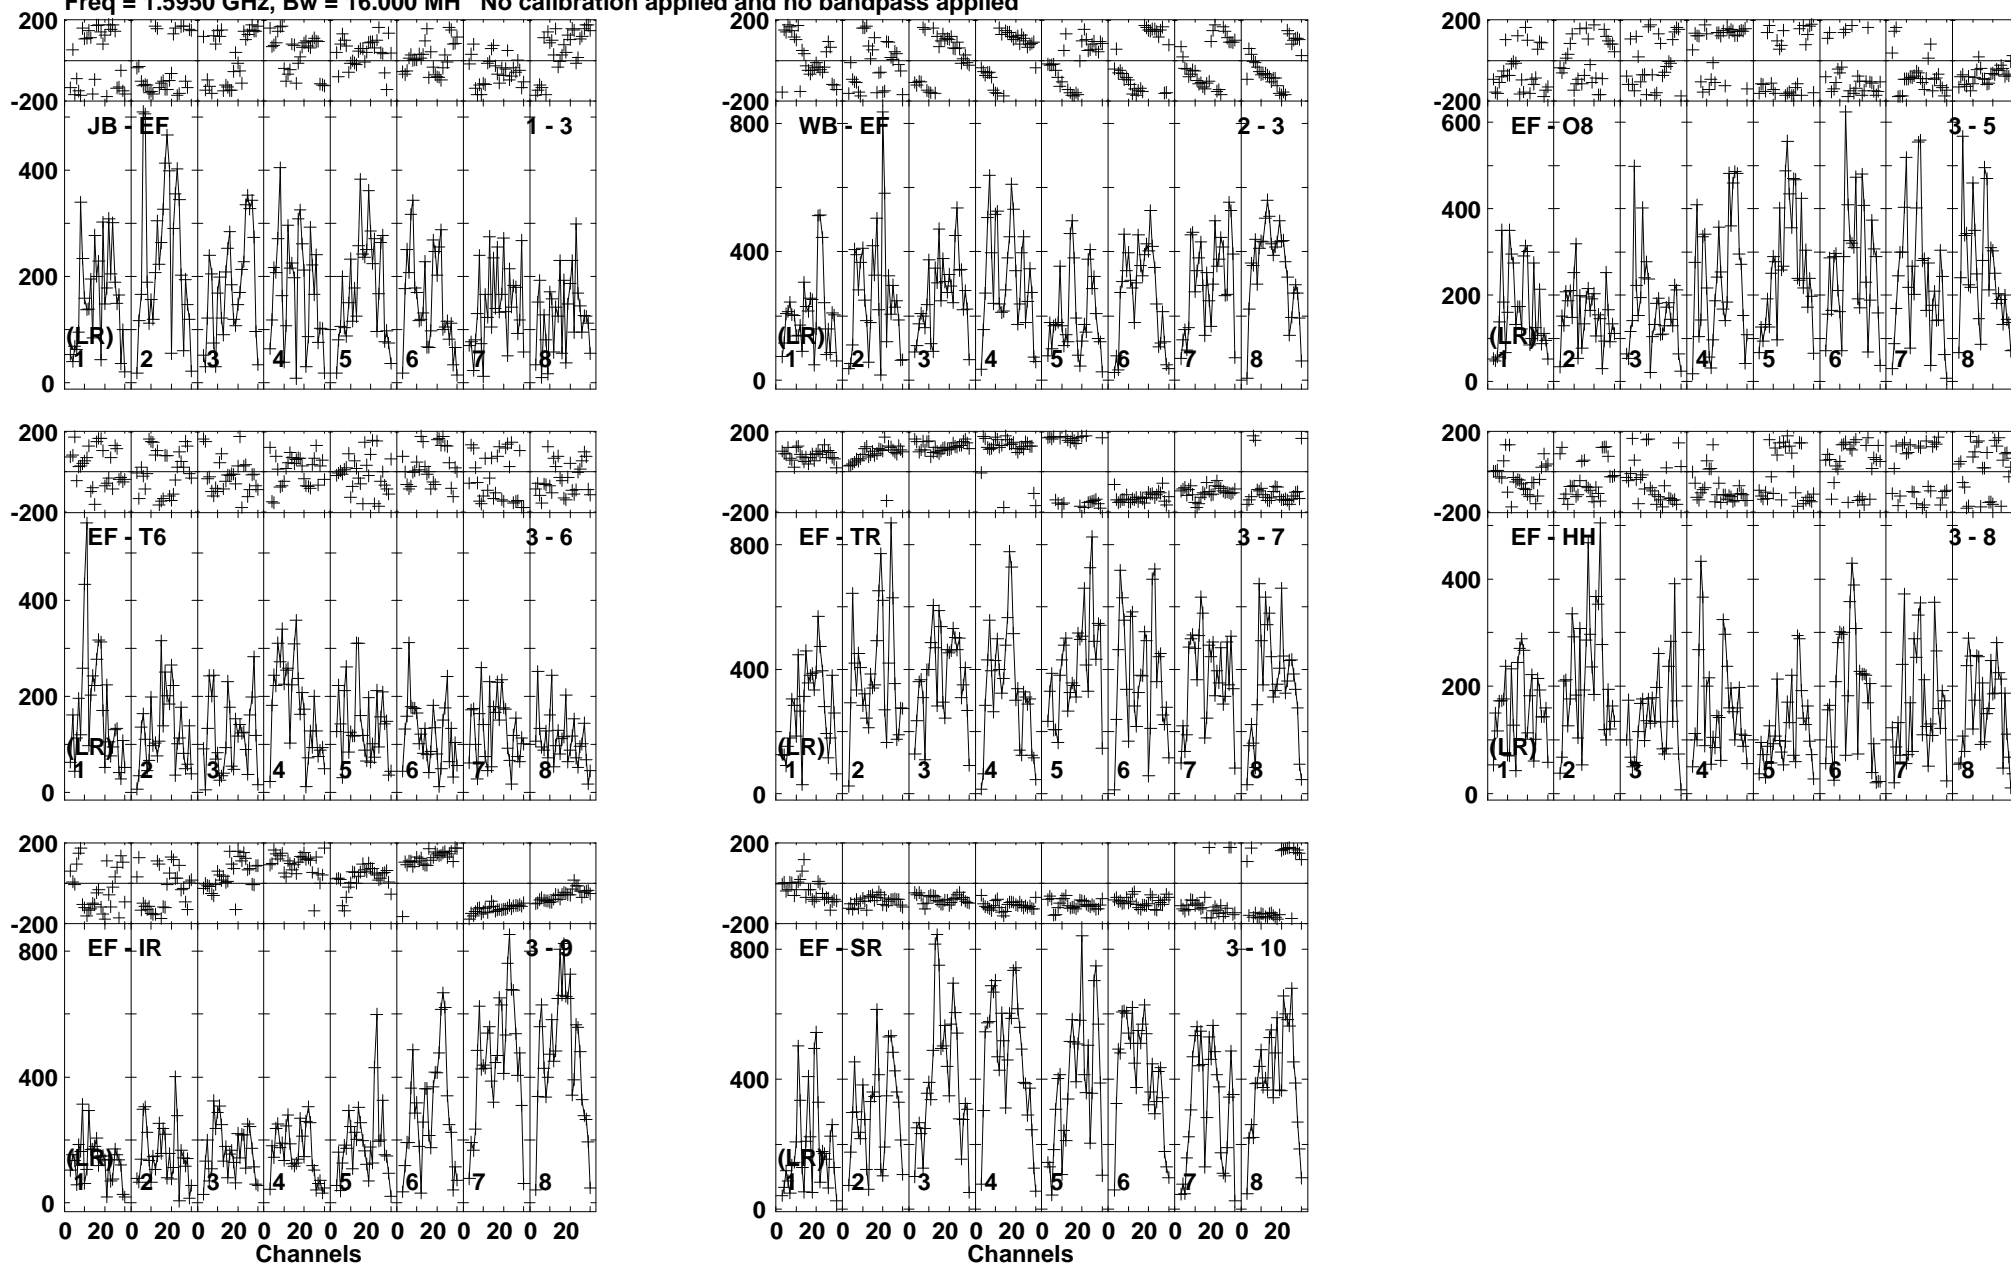 Freq = 1.5950 GHz, Bw = 16.000 MH No calibration applied and no bandpass applied
200 200 200
-200 -200 -200
JB - EF 1 - 3 WB - EF 2 - 3 EF - O8 3 - 5
800 600
400 400 400
200 200
(LR) (LR) (LR)
1 2 3 4 5 6 7 8 1 2 3 4 5 6 7 8 1 2 3 4 5 6 7 8
0 0 0
200 200 200
-200 -200 -200
EF - T6 3 - 6 EF - TR 3 - 7 EF - HH 3 - 8
800
400 400 400
200 200
(LR) (LR) (LR)
1 2 3 4 5 6 7 8 1 2 3 4 5 6 7 8 1 2 3 4 5 6 7 8
0 0 0
200 200
-200 -200
EF - IR 3 - 9 EF - SR 3 - 10
800 800
400 400
(LR) (LR)
1 2 3 4 5 6 7 8 1 2 3 4 5 6 7 8
0 0
0 20 0 20 0 20 0 20 0 20 0 20 0 20 0 20 0 20 0 20 0 20 0 20 0 20 0 20 0 20 0 20
Channels Channels